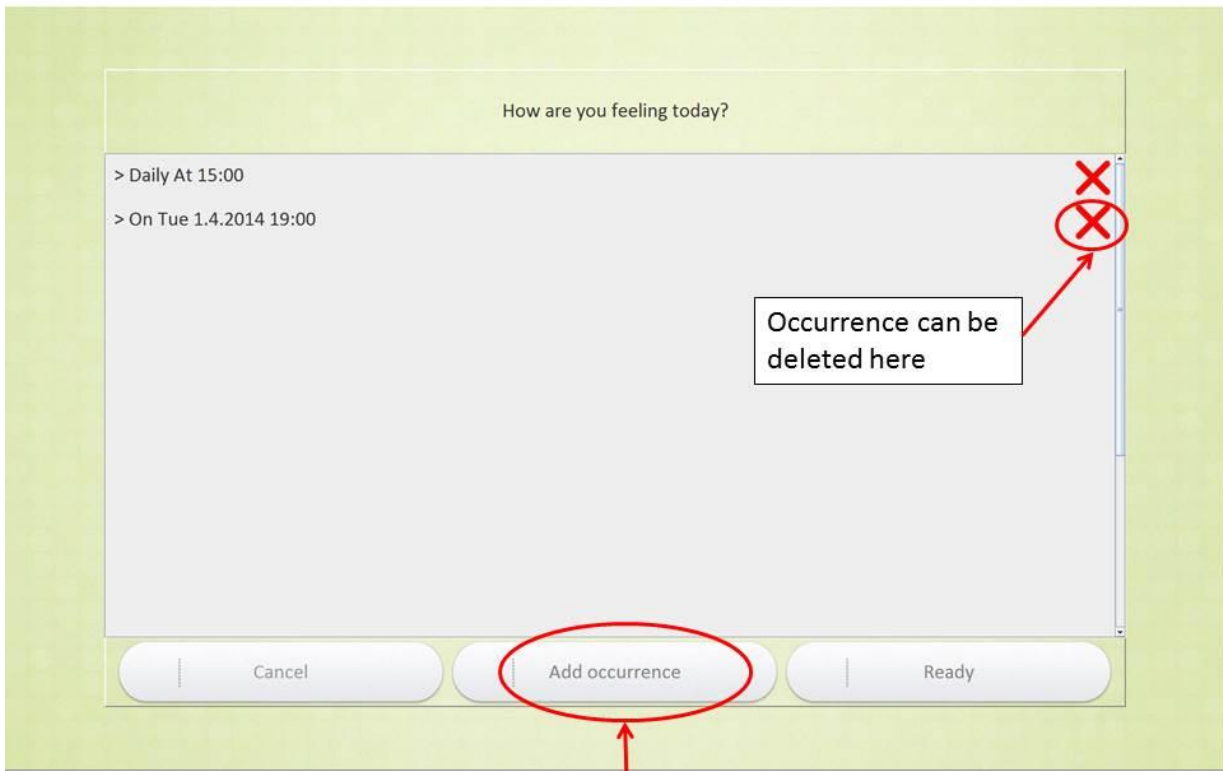 How are you feeling today?
> Daily At 15:00
> On Tue 1.4.2014 19:00
Occurrence can be
deleted here
Cancel
Add occurrence
Ready